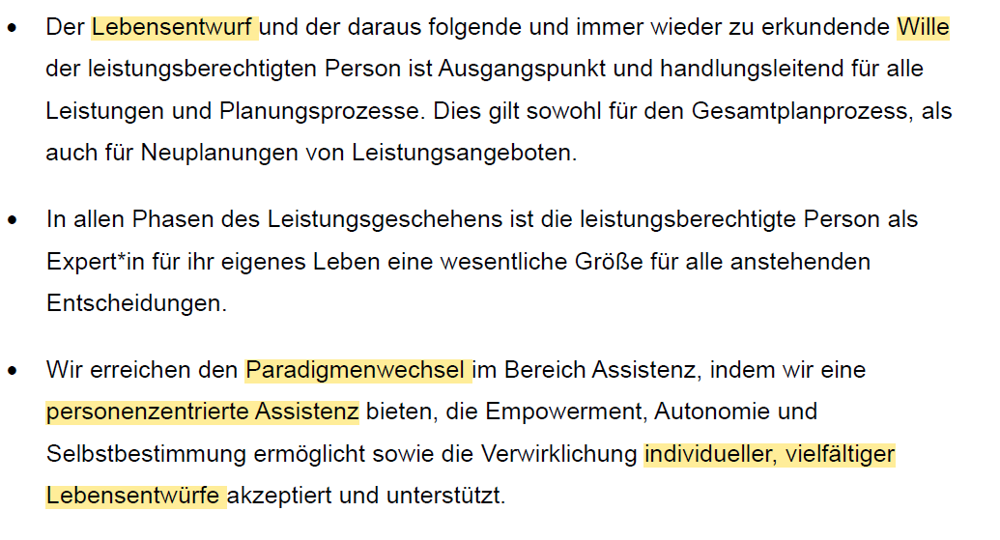 • Der Lebensentwurf und der daraus folgende und immer wieder zu erkundende Wille
der leistungsberechtigten Person ist Ausgangspunkt und handlungsleitend für alle
Leistungen und Planungsprozesse. Dies gilt sowohl für den Gesamtplanprozess, als
auch für Neuplanungen von Leistungsangeboten.
• In allen Phasen des Leistungsgeschehens ist die leistungsberechtigte Person als
Expert*in für ihr eigenes Leben eine wesentliche Größe für alle anstehenden
Entscheidungen.
• Wir erreichen den Paradigmenwechsel im Bereich Assistenz, indem wir eine
personenzentrierte Assistenz bieten, die Empowerment, Autonomie und
Selbstbestimmung ermöglicht sowie die Verwirklichung individueller, vielfältiger
Lebensentwürfe akzeptiert und unterstützt.